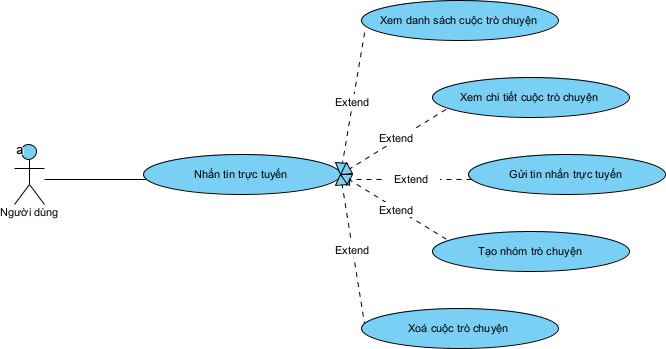 Xem danh sách cuộc trò chuyện
Extend
Xem chi tiết cuộc trò chuyện
Extend
a
Nhắn tin trực tuyến
Extend
Gửi tin nhắn trực tuyến
Người dùng
Extend
Tạo nhóm trò chuyện
Extend
Xoá cuộc trò chuyện